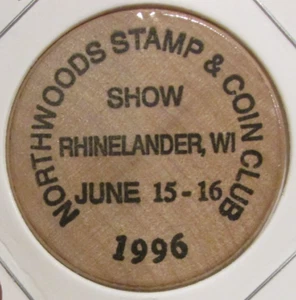 NORTHWOODS STAMP & COIN CLUB
SHOW
RHINELANDER, WI
JUNE 15-16
1996